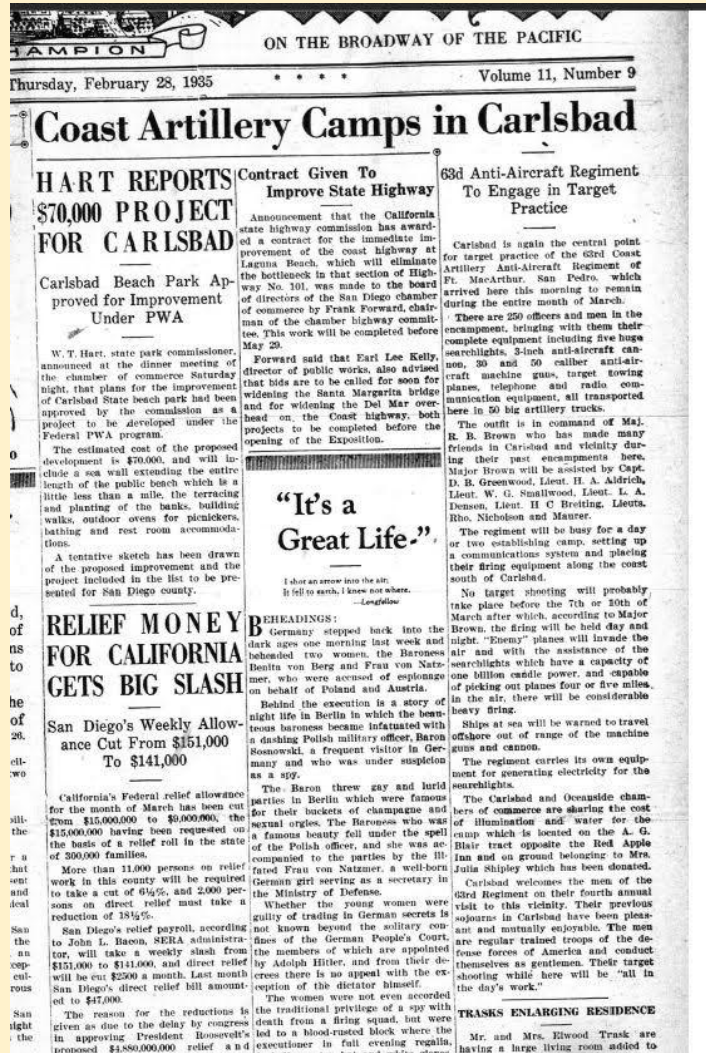 HAMPION
ON THE BROADWAY OF THE PACIFIC
Thursday, February 28, 1935
* * * *
Volume 11, Number 9
Coast Artillery Camps in Carlsbad
HART REPORTS
$70,000 PROJECT
FOR CARLSBAD
Carlsbad Beach Park Ap-
proved for Improvement
Under PWA
W. T. Hart, state park commissioner,
announced at the dinner meeting of
the chamber of commerce Saturday
night, that plans for the improvement
of Carlsbad State beach park had been
approved by the commission as a
project to be developed under the
Federal PWA program.
The estimated cost of the proposed
development is $70,000, and will in-
clude a sea wall extending the entire
length of the public beach which is a
little less than a mile, the terracing
and planting of the banks, building
walks, outdoor ovens for picnickers,
bathing and rest room accommoda-
tions.
A tentative sketch has been drawn
of the proposed improvement and the
project included in the list to be pre-
sented for San Diego county.
RELIEF MONEY
FOR CALIFORNIA
GETS BIG SLASH
San Diego's Weekly Allow-
ance Cut From $151,000
To $141,000
California's Federal relief allowance
for the month of March has been cut
from $15,000,000 to $9,000,000, the
$15,000,000 having been requested on
the basis of a relief roll in the state
of 300,000 families.
More than 11,000 persons on relief
work in this county will be required
to take a cut of 6½%, and 2,000 per-
sons on direct relief must take a
reduction of 18½%.
San Diego's relief payroll, according
to John L. Bacon, SERA administra-
tor, will take a weekly slash from
$151,000 to $141,000, and direct relief
will be cut $2500 a month. Last month
San Diego's direct relief bill amount-
ed to $47,000.
The reason for the reductions is
given as due to the delay by congress
in approving President Roosevelt's
proposed $4,880,000,000 relief and
Contract Given To
Improve State Highway
Announcement that the California
state highway commission has award-
ed a contract for the immediate im-
provement of the coast highway at
Laguna Beach, which will eliminate
the bottleneck in that section of High-
way No. 101, was made to the board
of directors of the San Diego chamber
of commerce by Frank Forward, chair-
man of the chamber highway commit-
tee. This work will be completed before
May 29.
Forward said that Earl Lee Kelly,
director of public works, also advised
that bids are to be called for soon for
widening the Santa Margarita bridge
and for widening the Del Mar over-
head on the Coast highway, both
projects to be completed before the
opening of the Exposition.
"It's a
Great Life-"
I shot an arrow into the air;
It fell to earth, I knew not where.
—Longfellow
BEHEADINGS:
Germany stepped back into the
dark ages one morning last week and
beheaded two women, the Baroness
Benita von Berg and Frau von Natz-
mer, who were accused of espionage
on behalf of Poland and Austria.
Behind the execution is a story of
night life in Berlin in which the beau-
teous baroness became infatuated with
a dashing Polish military officer, Baron
Sosnowski, a frequent visitor in Ger-
many and who was under suspicion
as a spy.
The Baron threw gay and lurid
parties in Berlin which were famous
for their buckets of champagne and
sexual orgies. The Baroness who was
a famous beauty fell under the spell
of the Polish officer, and she was ac-
companied to the parties by the ill-
fated Frau von Natzmer, a well-born
German girl serving as a secretary in
the Ministry of Defense.
Whether the young women were
guilty of trading in German secrets is
not known beyond the solitary con-
fines of the German People's Court,
the members of which are appointed
by Adolph Hitler, and from their de-
crees there is no appeal with the ex-
ception of the dictator himself.
The women were not even accorded
the traditional privilege of a spy with
death from a firing squad, but were
led to a blood-rusted block where the
executioner in full evening regalia,
63d Anti-Aircraft Regiment
To Engage in Target
Practice
Carlsbad is again the central point
for target practice of the 63rd Coast
Artillery Anti-Aircraft Regiment of
Ft. MacArthur, San Pedro, which
arrived here this morning to remain
during the entire month of March.
There are 250 officers and men in the
encampment, bringing with them their
complete equipment including five huge
searchlights, 3-inch anti-aircraft can-
non, 30 and 50 caliber anti-air-
craft machine guns, target towing
planes, telephone and radio com-
munication equipment, all transported
here in 50 big artillery trucks.
The outfit is in command of Maj.
R. B. Brown who has made many
friends in Carlsbad and vicinity dur-
ing their past encampments here.
Major Brown will be assisted by Capt.
D. B. Greenwood, Lieut. H. A. Aldrich,
Lieut. W. G. Smallwood, Lieut. L. A.
Densen, Lieut. H C Breiting, Lieuts.
Rho, Nicholson and Maurer.
The regiment will be busy for a day
or two establishing camp, setting up
a communications system and placing
their firing equipment along the coast
south of Carlsbad.
No target shooting will probably
take place before the 7th or 10th of
March after which, according to Major
Brown, the firing will be held day and
night. "Enemy" planes will invade the
air and with the assistance of the
searchlights which have a capacity of
one billion candle power, and capable
of picking out planes four or five miles
in the air, there will be considerable
heavy firing.
Ships at sea will be warned to travel
offshore out of range of the machine
guns and cannon.
The regiment carries its own equip-
ment for generating electricity for the
searchlights.
The Carlsbad and Oceanside cham-
bers of commerce are sharing the cost
of illumination and water for the
camp which is located on the A. G.
Blair tract opposite the Red Apple
Inn and on ground belonging to Mrs.
Julia Shipley which has been donated.
Carlsbad welcomes the men of the
63rd Regiment on their fourth annual
visit to this vicinity. Their previous
sojourns in Carlsbad have been pleas-
ant and mutually enjoyable. The men
are regular trained troops of the de-
fense forces of America and conduct
themselves as gentlemen. Their target
shooting while here will be "all in
the day's work."
TRASKS ENLARGING RESIDENCE
Mr. and Mrs. Elwood Trask are
having a large living room added to